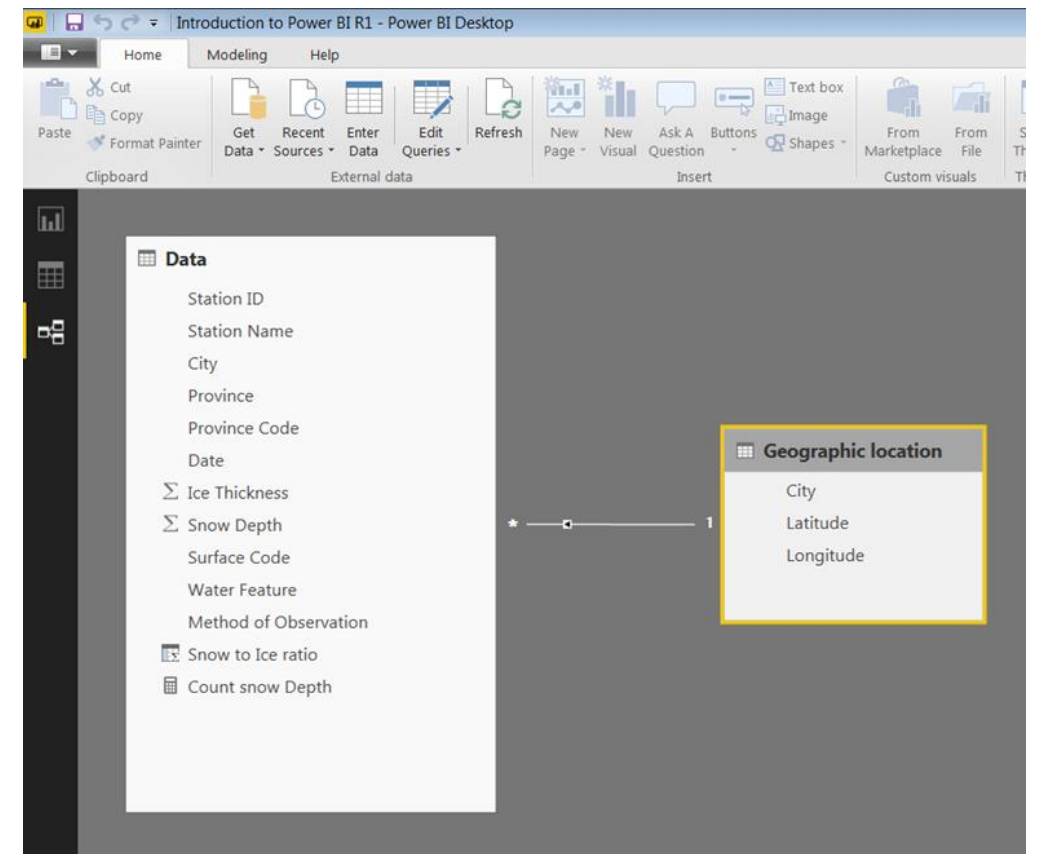 Introduction to Power BI R1 - Power BI Desktop
Home Modeling Help
Paste
Cut
Copy
Format Painter
Clipboard
Get Data
Recent Sources
Enter Data
Edit Queries
External data
Refresh
New Page
New Visual
Ask A Question
Buttons
Text box
Image
Shapes
Insert
From Marketplace
From File
Custom visuals
Data
Station ID
Station Name
City
Province
Province Code
Date
Σ Ice Thickness
Σ Snow Depth
Surface Code
Water Feature
Method of Observation
Snow to Ice ratio
Count snow Depth
* 1
Geographic location
City
Latitude
Longitude